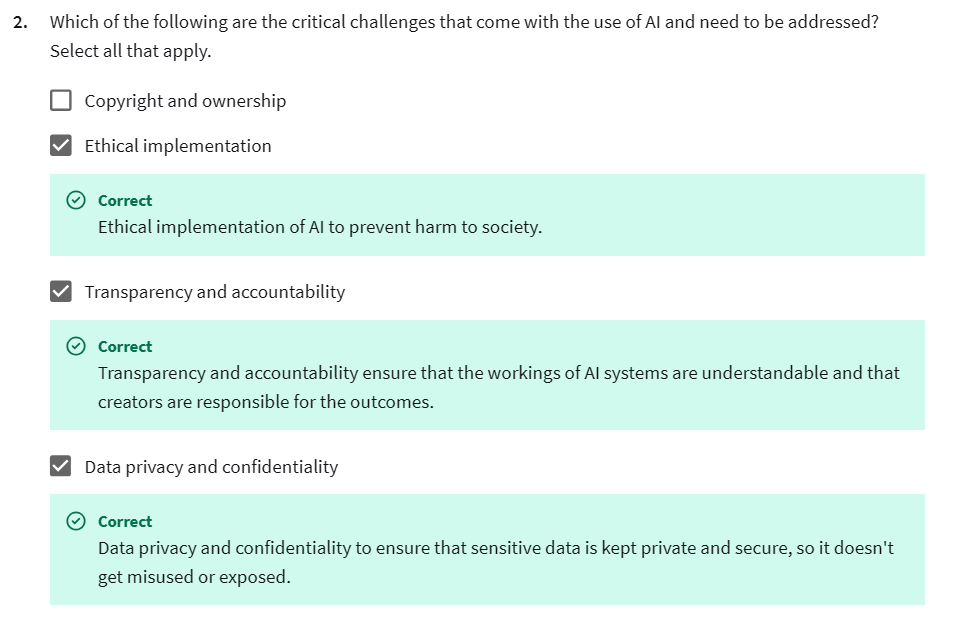 2. Which of the following are the critical challenges that come with the use of AI and need to be addressed?
Select all that apply.
Copyright and ownership
Ethical implementation
Correct
Ethical implementation of AI to prevent harm to society.
Transparency and accountability
Correct
Transparency and accountability ensure that the workings of AI systems are understandable and that
creators are responsible for the outcomes.
Data privacy and confidentiality
Correct
Data privacy and confidentiality to ensure that sensitive data is kept private and secure, so it doesn't
get misused or exposed.